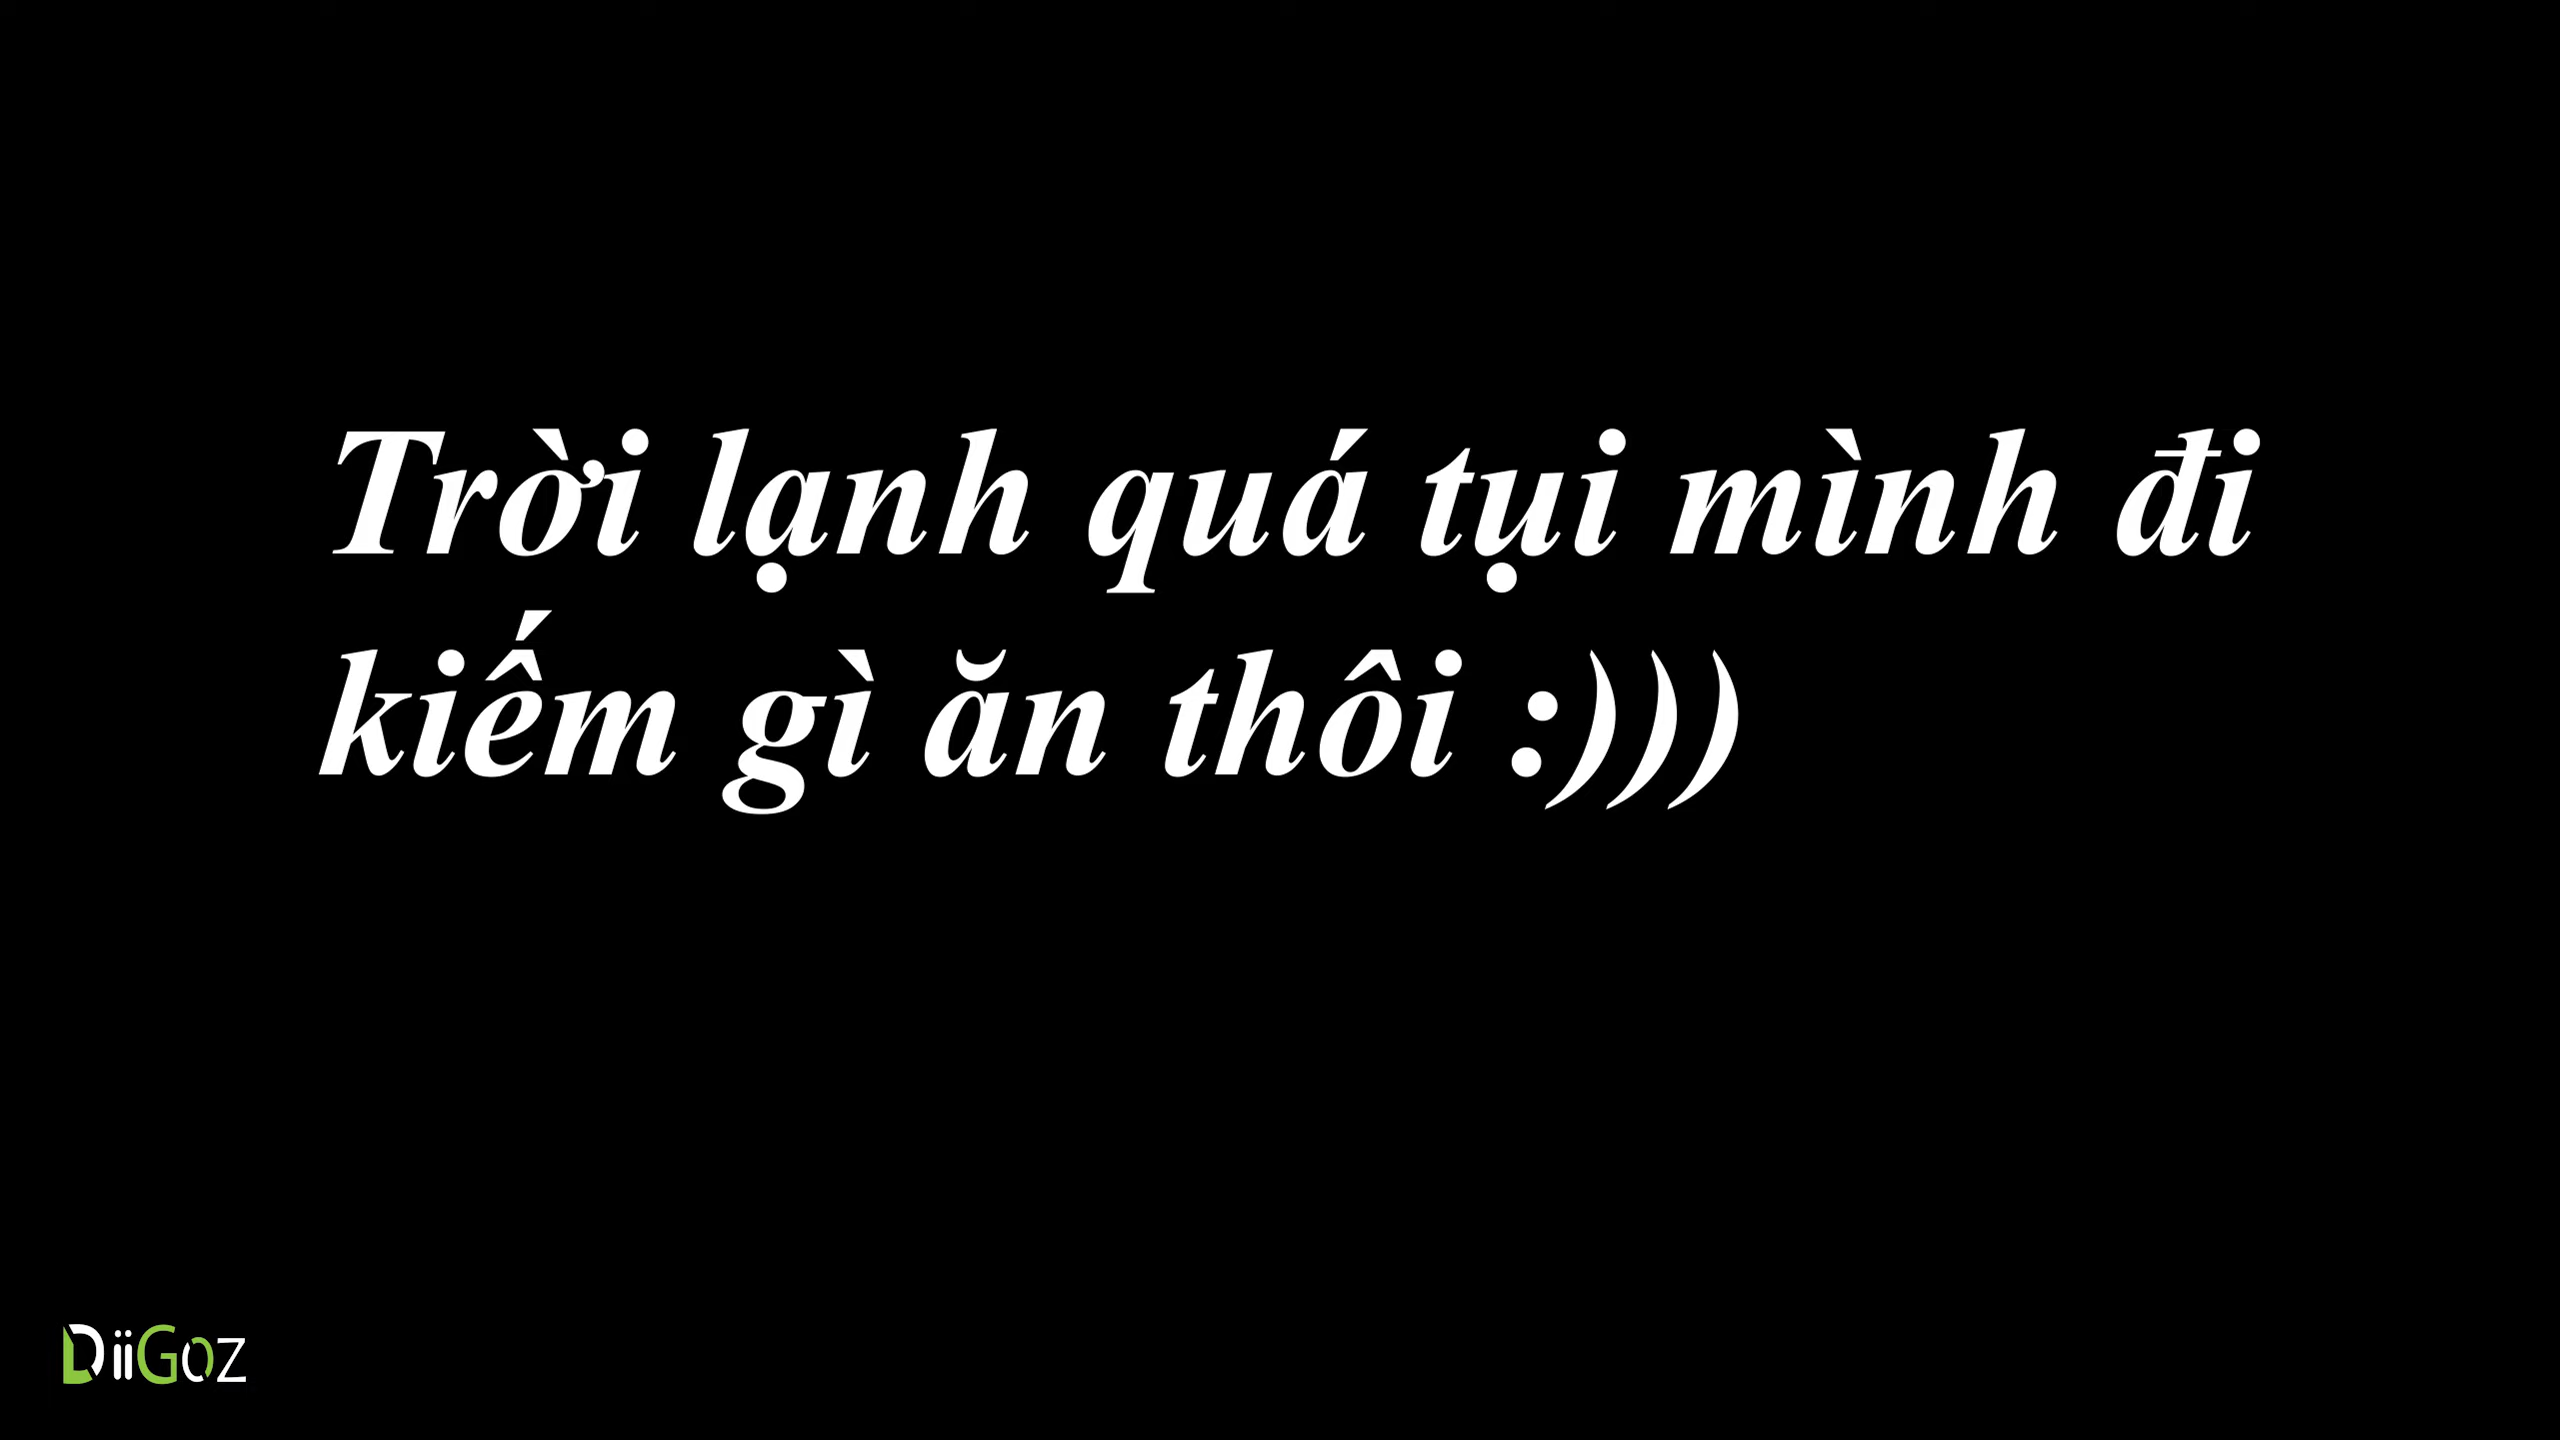 Trời lạnh quá tụi mình đi
kiếm gì ăn thôi :)))
DiiGoz